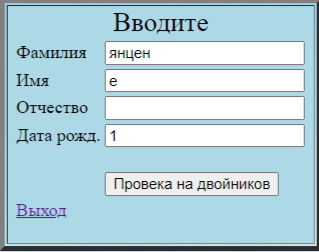 Вводите
Фамилия янцен
Имя е
Отчество
Дата рожд. 1
Провека на двойников
Выход